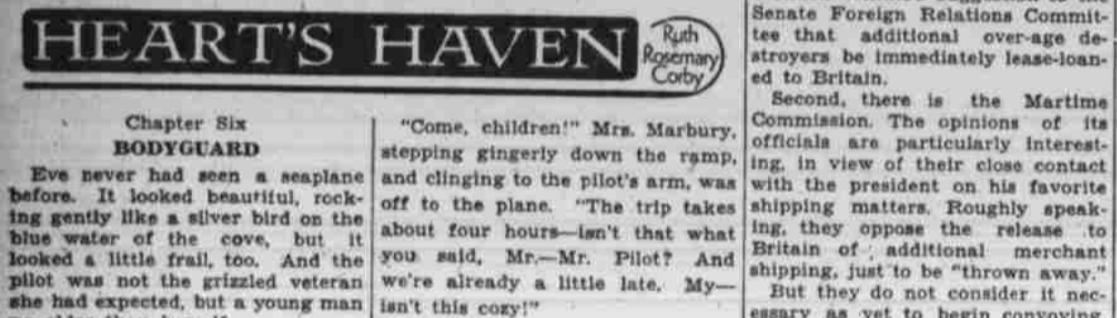 HEART'S HAVEN
Ruth
Rosemary
Corby
Chapter Six
BODYGUARD
Eve never had seen a seaplane
before. It looked beautiful, rock-
ing gently like a silver bird on the
blue water of the cove, but it
looked a little frail, too. And the
pilot was not the grizzled veteran
she had expected, but a young man
"Come, children!" Mrs. Marbury,
stepping gingerly down the ramp,
and clinging to the pilot's arm, was
off to the plane. "The trip takes
about four hours—isn't that what
you said, Mr.—Mr. Pilot? And
we're already a little late. My—
isn't this cozy!"
Senate Foreign Relations Commit-
tee that additional over-age de-
stroyers be immediately lease-loan-
ed to Britain.
Second, there is the Martime
Commission. The opinions of its
officials are particularly interest-
ing, in view of their close contact
with the president on his favorite
shipping matters. Roughly speak-
ing, they oppose the release to
Britain of additional merchant
shipping, just to be "thrown away."
But they do not consider it nec-
essary as yet to begin convoying